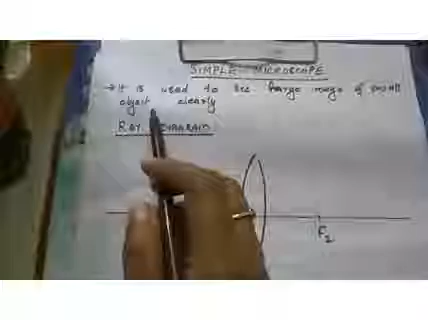 SIMPLE MICROSCOPE
→ It is used to see large image of small
object clearly
RAY DIAGRAM
F2